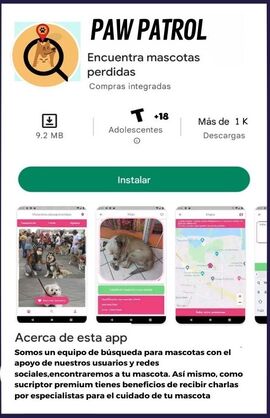 PAW PATROL
Encuentra mascotas
perdidas
Compras integradas
9.2 MB
T +18
Adolescentes
Más de 1 K
Descargas
Instalar
Acerca de esta app
Somos un equipo de búsqueda para mascotas con el
apoyo de nuestros usuarios y redes
sociales,encontraremos a tu mascota. Así mismo, como
sucriptor premium tienes beneficios de recibir charlas
por especialistas para el cuidado de tu mascota